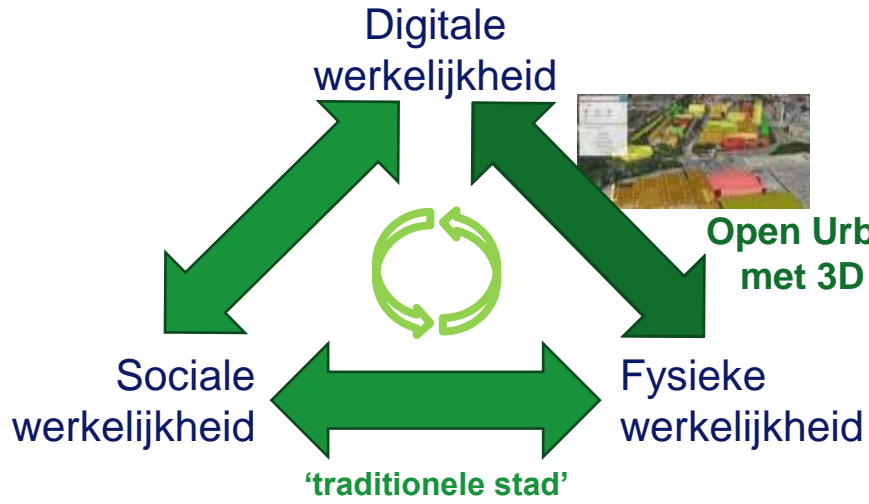 Digitale
werkelijkheid
Open Urb
met 3D
Sociale
werkelijkheid
Fysieke
werkelijkheid
‘traditionele stad’